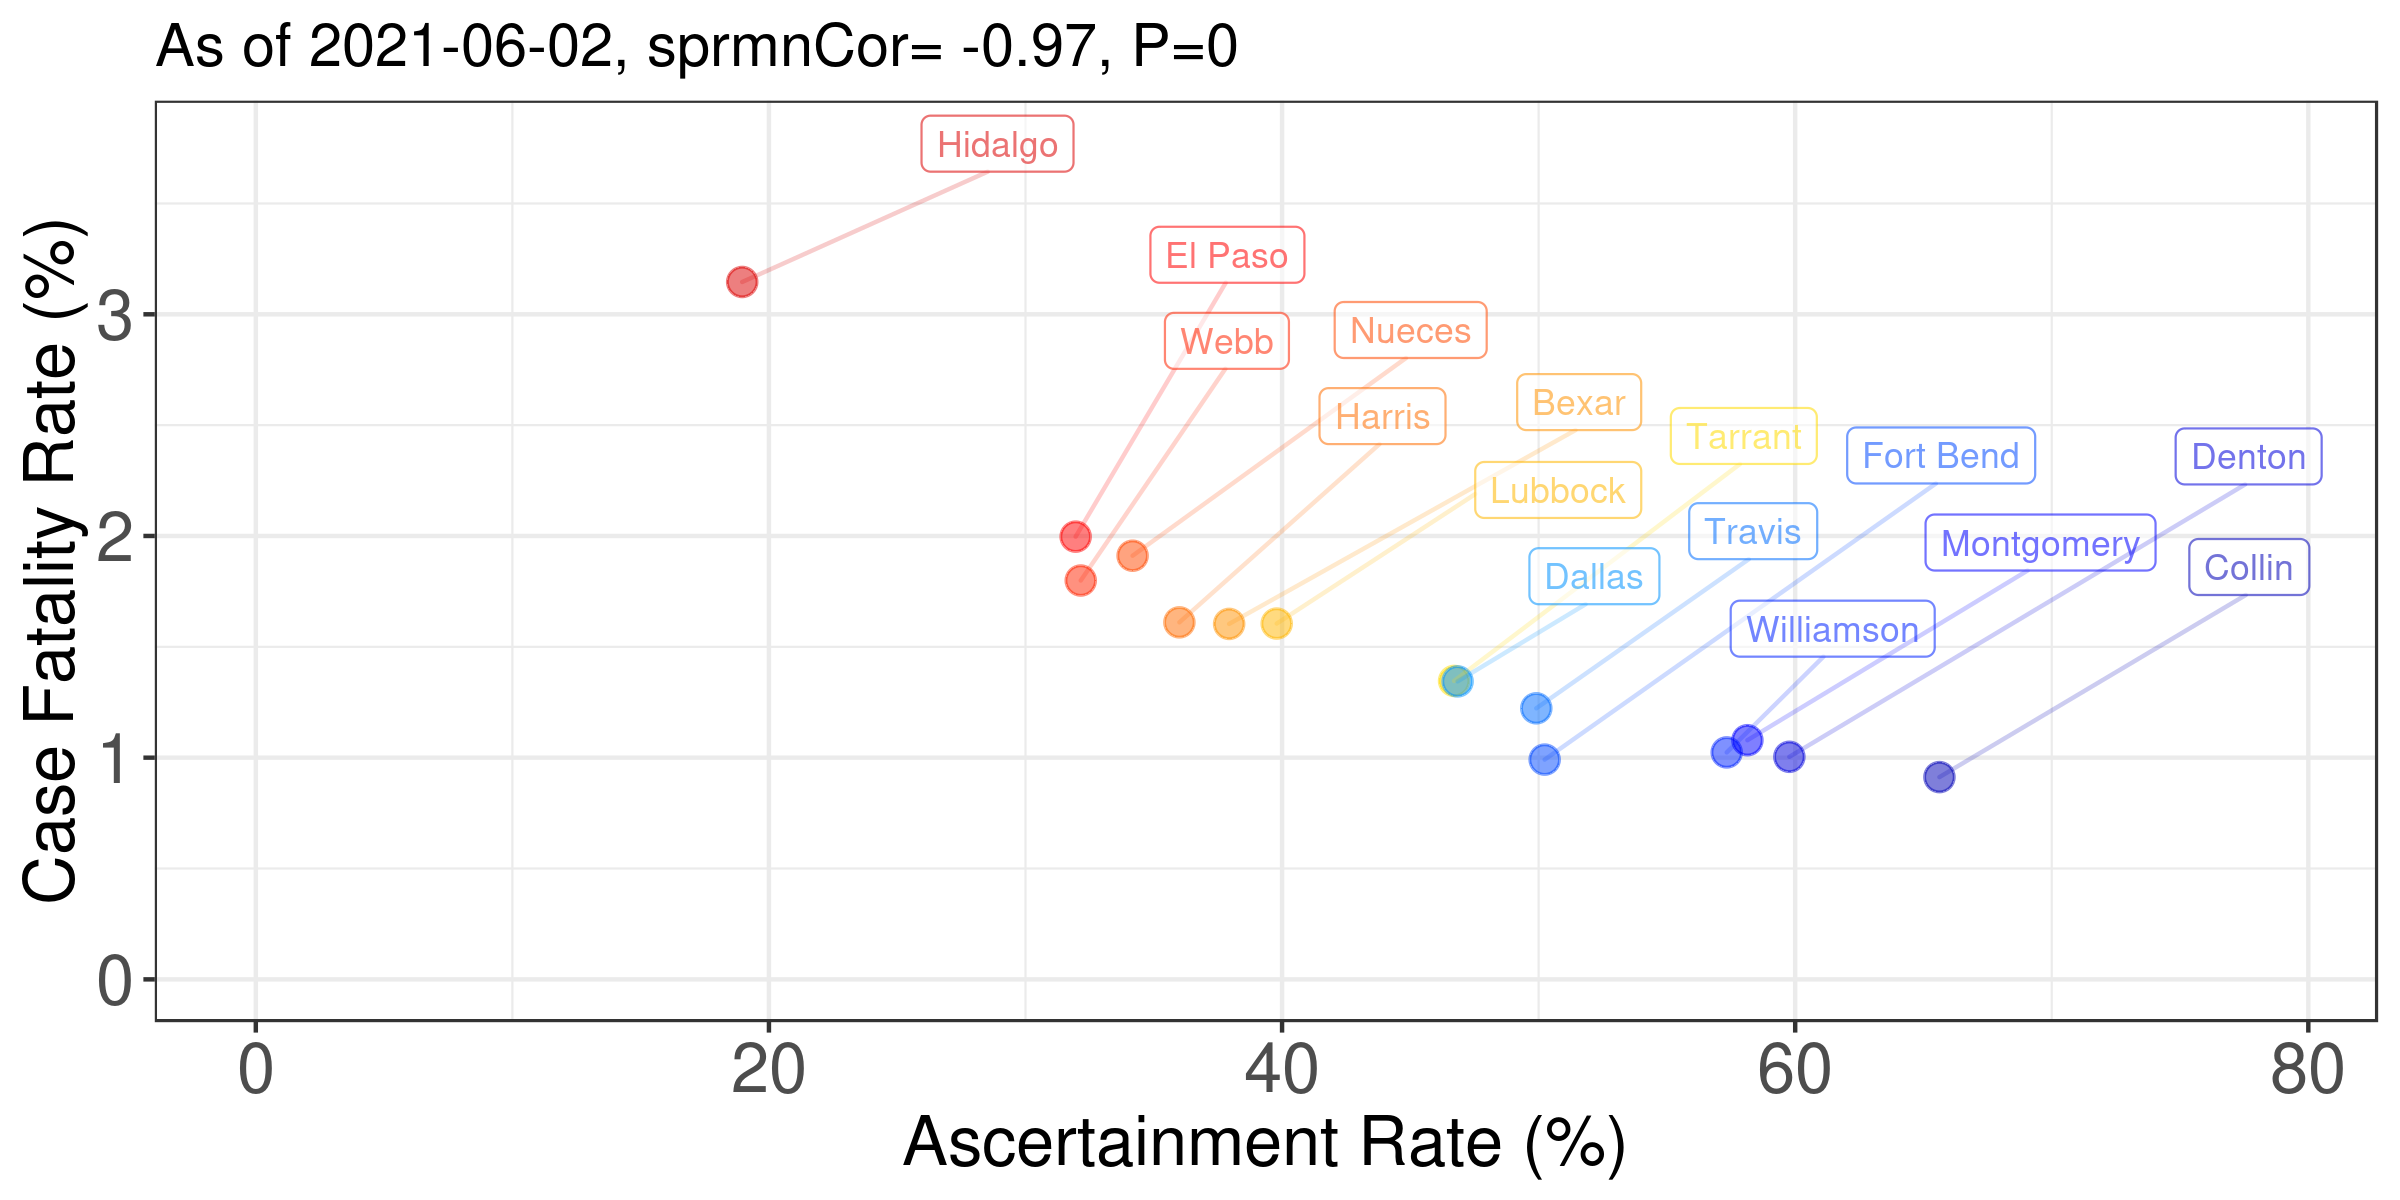 As of 2021-06-02, sprmnCor= -0.97, P=0
Hidalgo
El Paso
Webb
Nueces
Harris
Bexar
Lubbock
Tarrant
Dallas
Travis
Fort Bend
Williamson
Montgomery
Denton
Collin
Case Fatality Rate (%)
3
2
1
0
0 20 40 60 80
Ascertainment Rate (%)